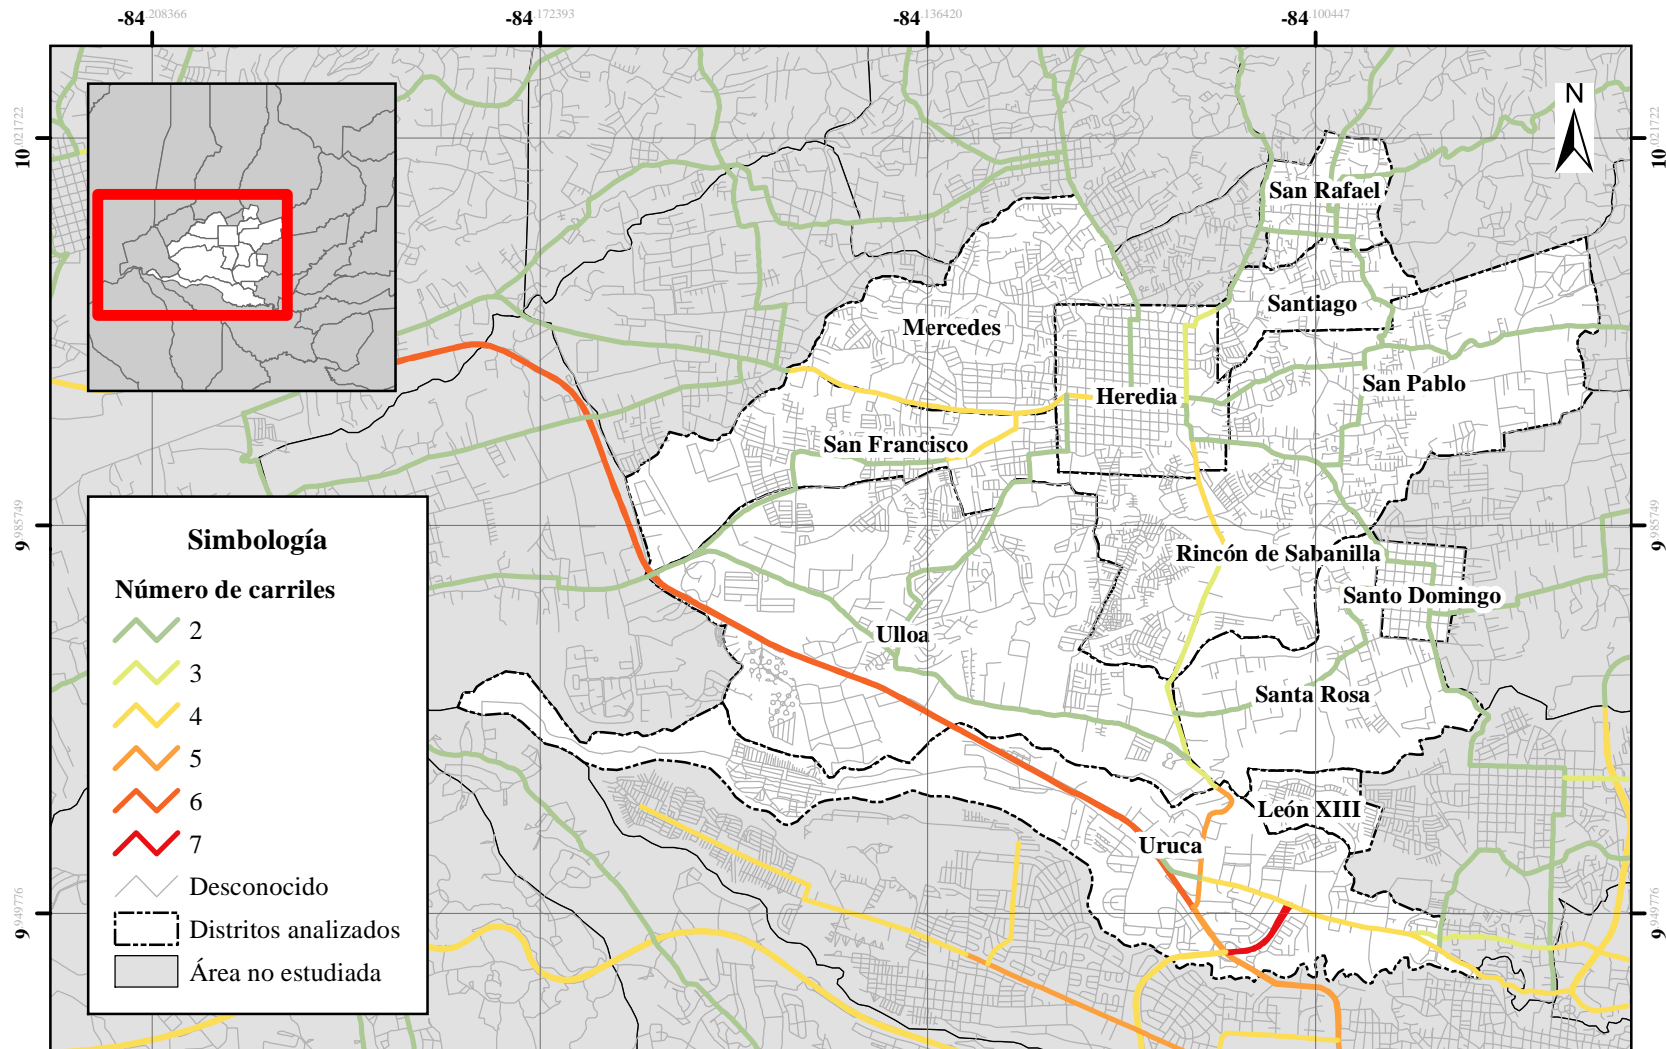 -84.208366
-84.172393
-84.136420
-84.100447
10.021722
10.021722
N
San Rafael
Santiago
Mercedes
San Pablo
Heredia
San Francisco
9.985749
9.985749
Simbología
Número de carriles
2
3
4
5
6
7
Desconocido
Distritos analizados
Área no estudiada
Rincón de Sabanilla
Santo Domingo
Ulloa
Santa Rosa
León XIII
Uruca
9.949776
9.949776